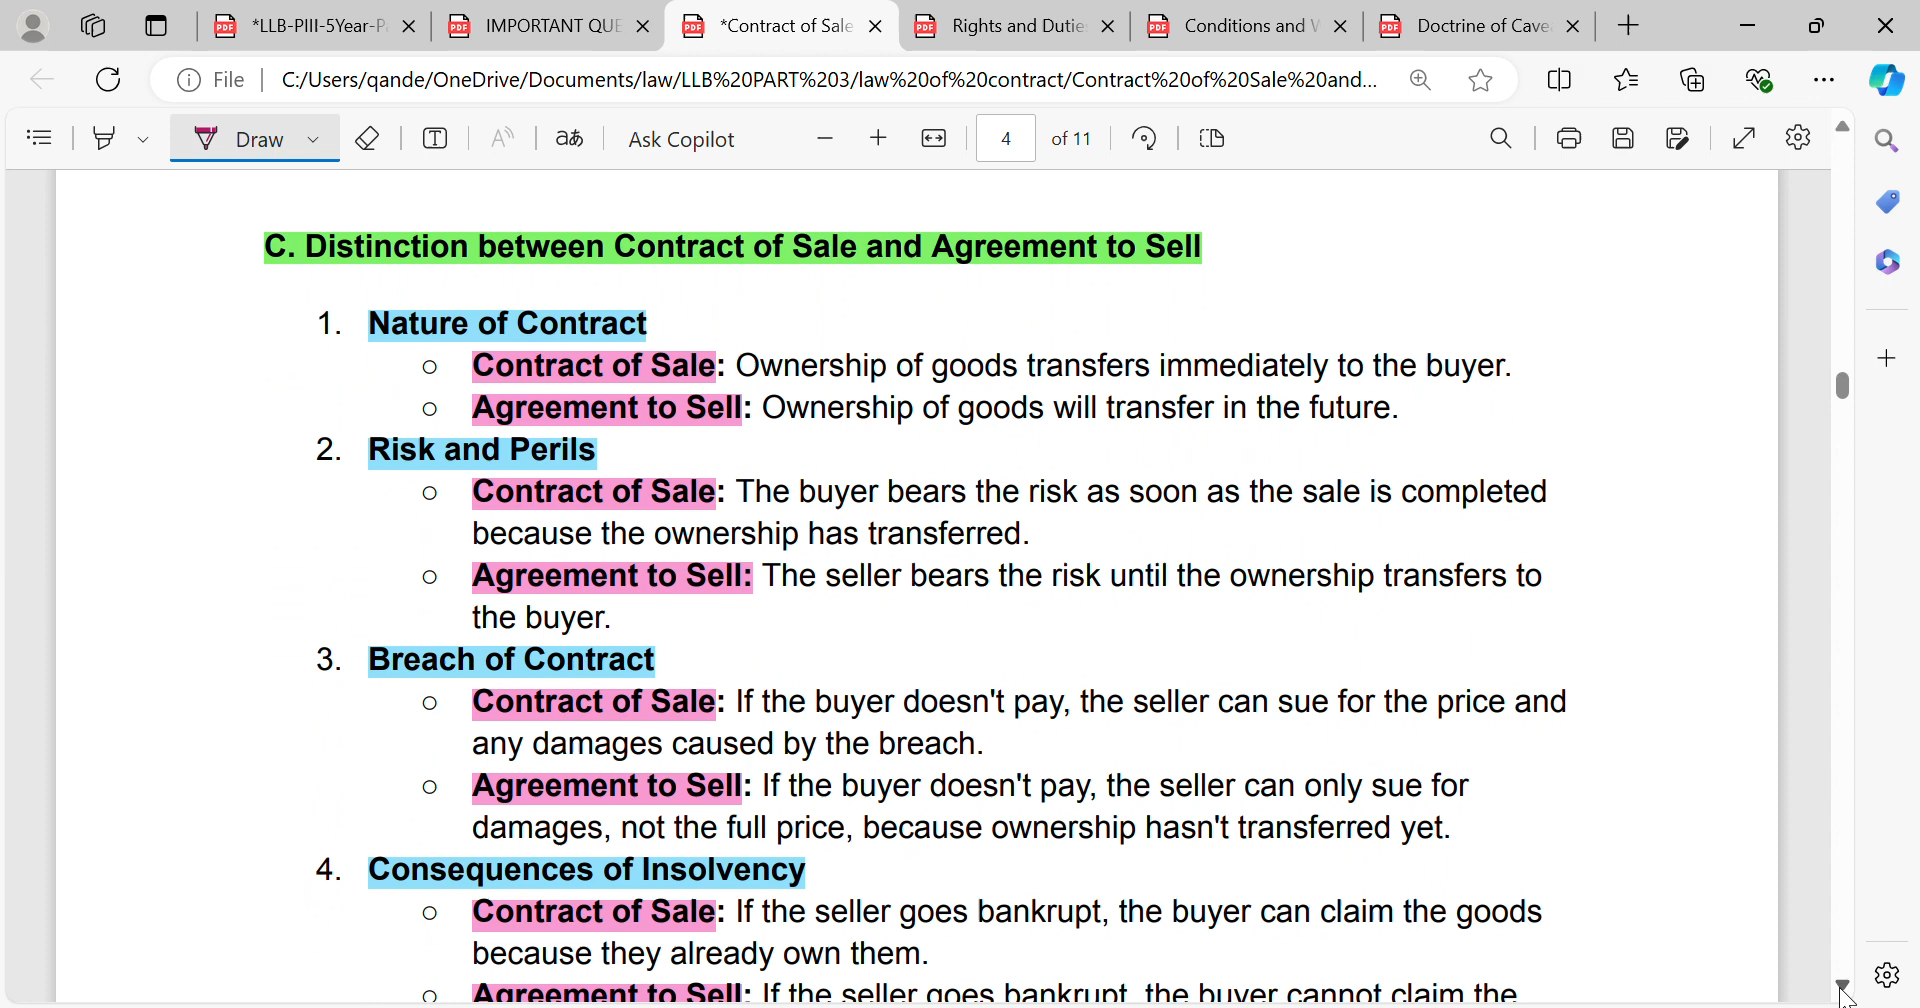 *LLB-PIII-5Year-P
IMPORTANT QUE
*Contract of Sale
Rights and Dutie
Conditions and
Doctrine of Cave
File
C:/Users/qande/OneDrive/Documents/law/LLB%20PART%203/law%20of%20contract/Contract%20of%20Sale%20and...
Draw
Ask Copilot
4
of 11
C. Distinction between Contract of Sale and Agreement to Sell
1. Nature of Contract
Contract of Sale: Ownership of goods transfers immediately to the buyer.
Agreement to Sell: Ownership of goods will transfer in the future.
2. Risk and Perils
Contract of Sale: The buyer bears the risk as soon as the sale is completed
because the ownership has transferred.
Agreement to Sell: The seller bears the risk until the ownership transfers to
the buyer.
3. Breach of Contract
Contract of Sale: If the buyer doesn't pay, the seller can sue for the price and
any damages caused by the breach.
Agreement to Sell: If the buyer doesn't pay, the seller can only sue for
damages, not the full price, because ownership hasn't transferred yet.
4. Consequences of Insolvency
Contract of Sale: If the seller goes bankrupt, the buyer can claim the goods
because they already own them.
Agreement to Sell: If the seller goes bankrupt, the buyer cannot claim the